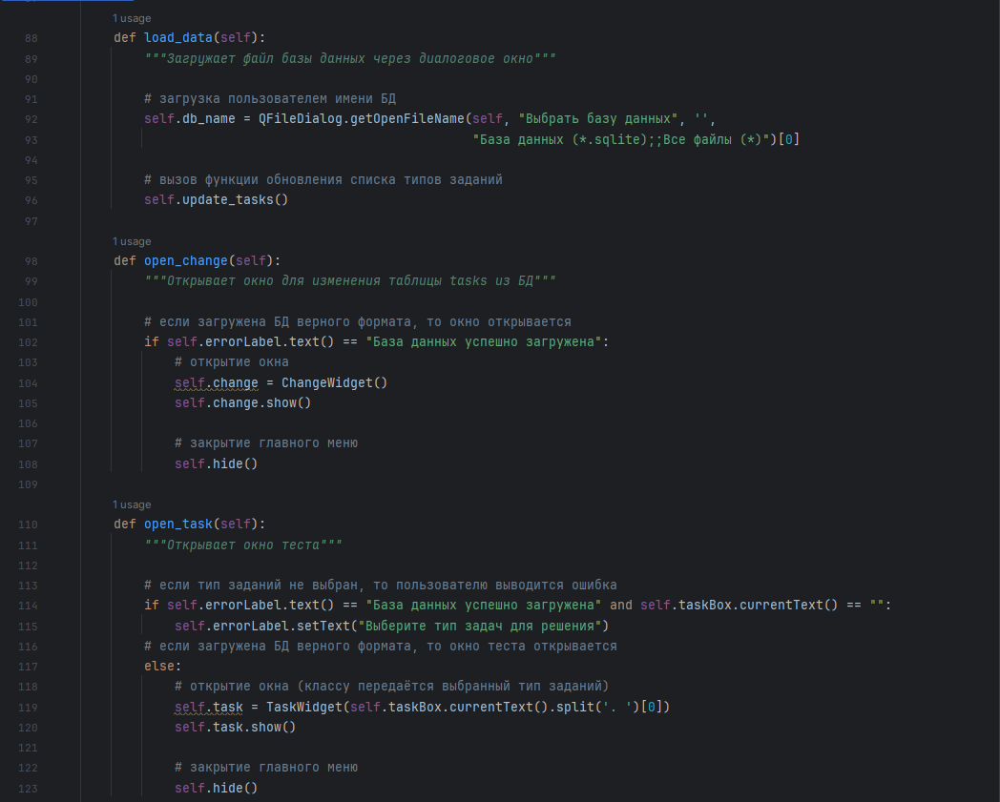 1 usage
88 def load_data(self):
89 """Загружает файл базы данных через диалоговое окно"""
90
91 # загрузка пользователем имени БД
92 self.db_name = QFileDialog.getOpenFileName(self, "Выбрать базу данных", '',
93 "База данных (*.sqlite);;Все файлы (*)")[0]
94
95 # вызов функции обновления списка типов заданий
96 self.update_tasks()
97
1 usage
98 def open_change(self):
99 """Открывает окно для изменения таблицы tasks из БД"""
100
101 # если загружена БД верного формата, то окно открывается
102 if self.errorLabel.text() == "База данных успешно загружена":
103 # открытие окна
104 self.change = ChangeWidget()
105 self.change.show()
106
107 # закрытие главного меню
108 self.hide()
109
1 usage
110 def open_task(self):
111 """Открывает окно теста"""
112
113 # если тип заданий не выбран, то пользователю выводится ошибка
114 if self.errorLabel.text() == "База данных успешно загружена" and self.taskBox.currentText() == "":
115 self.errorLabel.setText("Выберите тип задач для решения")
116 # если загружена БД верного формата, то окно теста открывается
117 else:
118 # открытие окна (классу передаётся выбранный тип заданий)
119 self.task = TaskWidget(self.taskBox.currentText().split('. ')[0])
120 self.task.show()
121
122 # закрытие главного меню
123 self.hide()